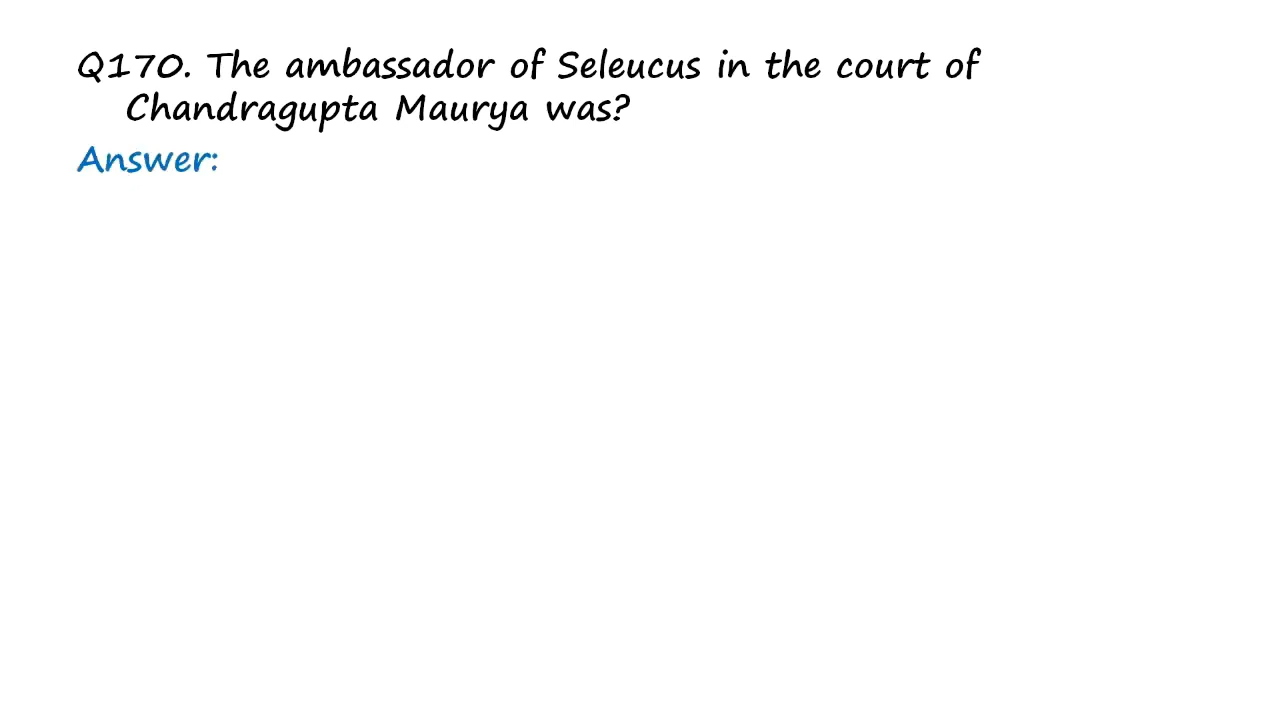 Q170. The ambassador of Seleucus in the court of
Chandragupta Maurya was?
Answer: